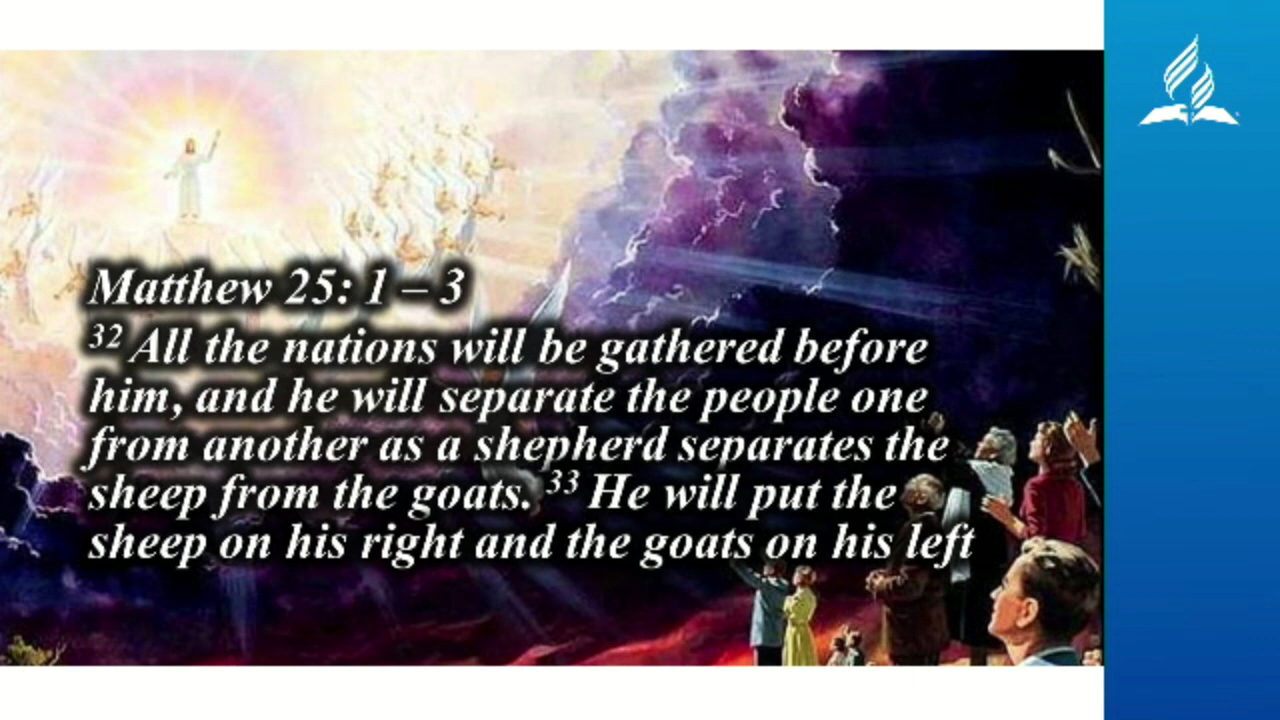 Matthew 25: 1 – 3
32 All the nations will be gathered before
him, and he will separate the people one
from another as a shepherd separates the
sheep from the goats. 33 He will put the
sheep on his right and the goats on his left